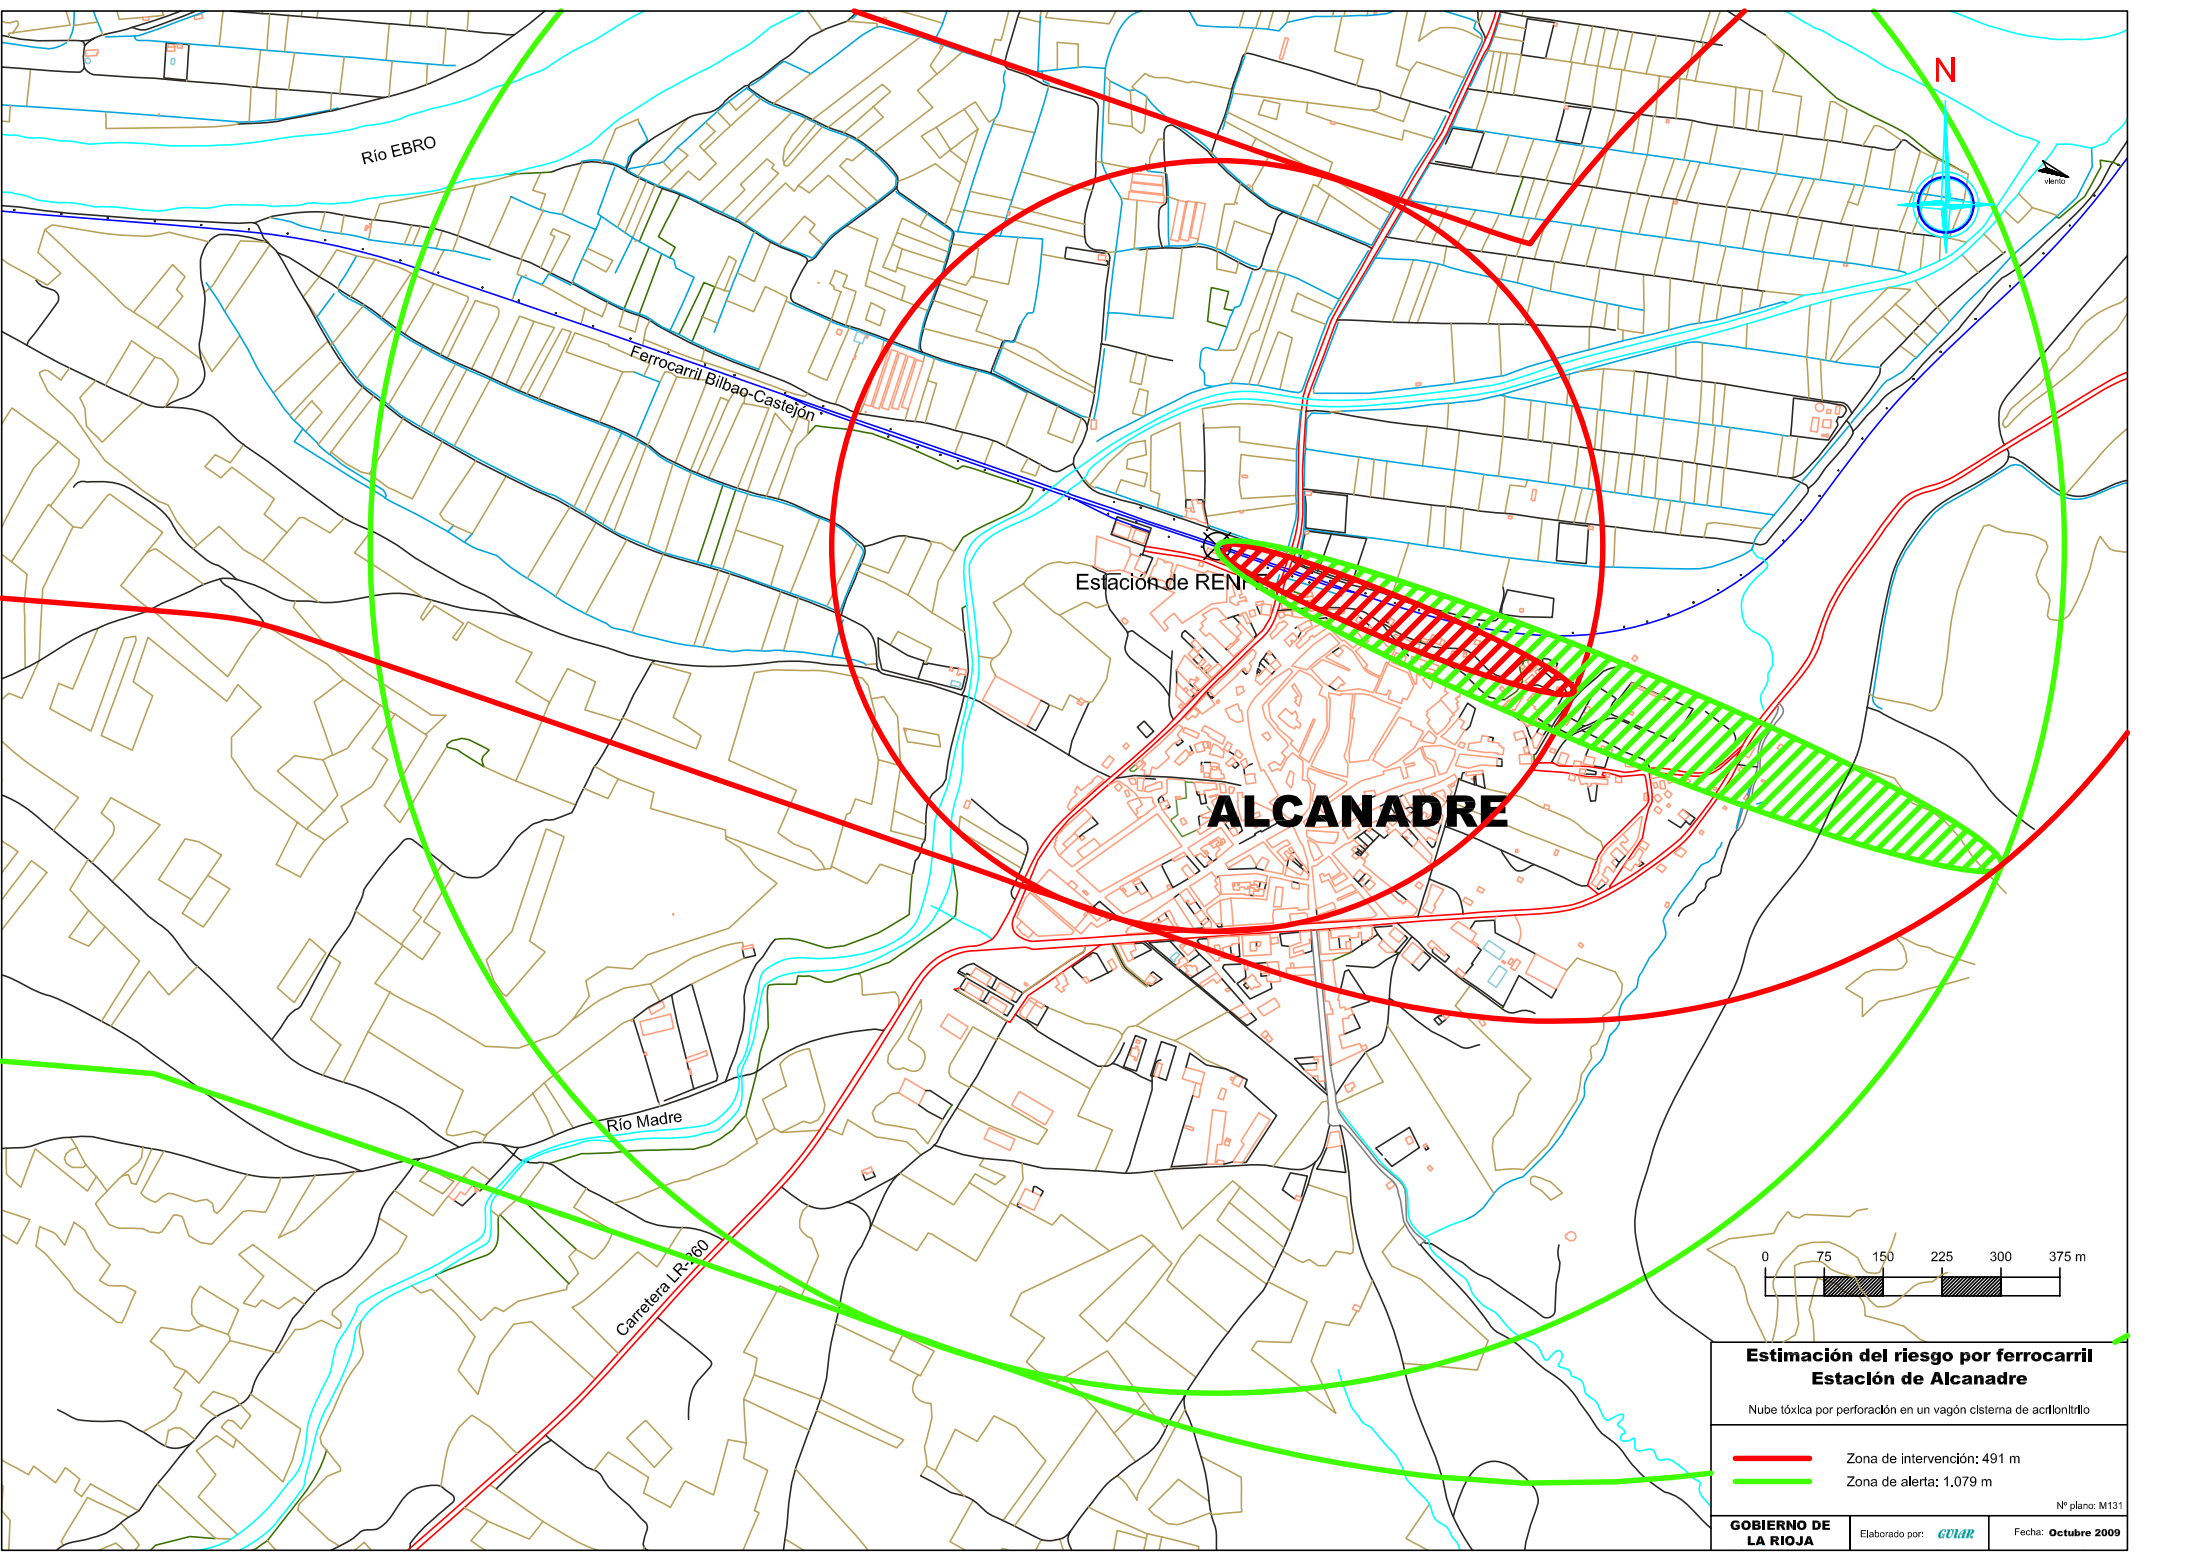 N
viento
Río EBRO
Ferrocarril Bilbao-Castejón
Estación de RENF
ALCANADRE
Río Madre
Carretera LR-260
0 75 150 225 300 375 m
Estimación del riesgo por ferrocarril
Estación de Alcanadre
Nube tóxica por perforación en un vagón cisterna de acrilonitrilo
Zona de intervención: 491 m
Zona de alerta: 1.079 m
Nº plano: M131
GOBIERNO DE
LA RIOJA
Elaborado por: GUIAR
Fecha: Octubre 2009